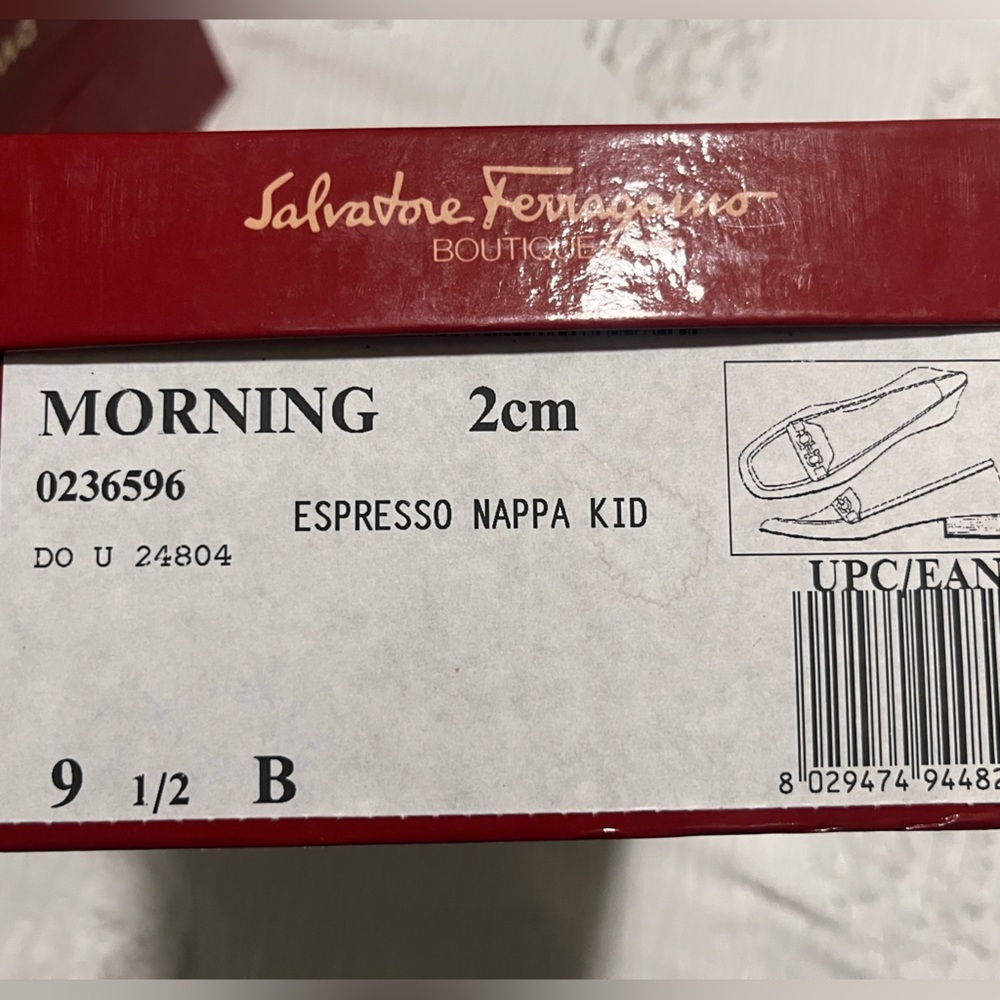 Salvatore Ferragamo
BOUTIQUE
MORNING 2cm
0236596
ESPRESSO NAPPA KID
DO U 24804
UPC/EAN
8 029474 94482
9 1/2 B